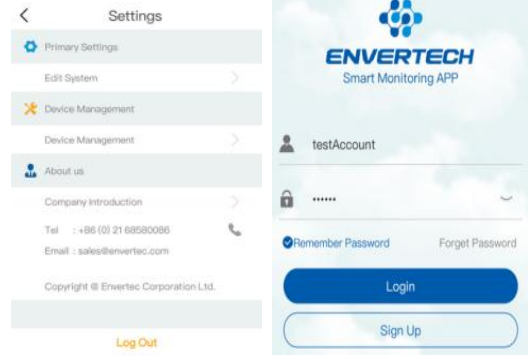 Settings
Primary Settings
Edit System
Device Management
Device Management
About us
Company Introduction
Tel : +86 (0) 21 68580086
Email : sales@envertec.com
Copyright @ Envertec Corporation Ltd.
Log Out
ENVERTECH
Smart Monitoring APP
testAccount
••••••
Remember Password Forget Password
Login
Sign Up